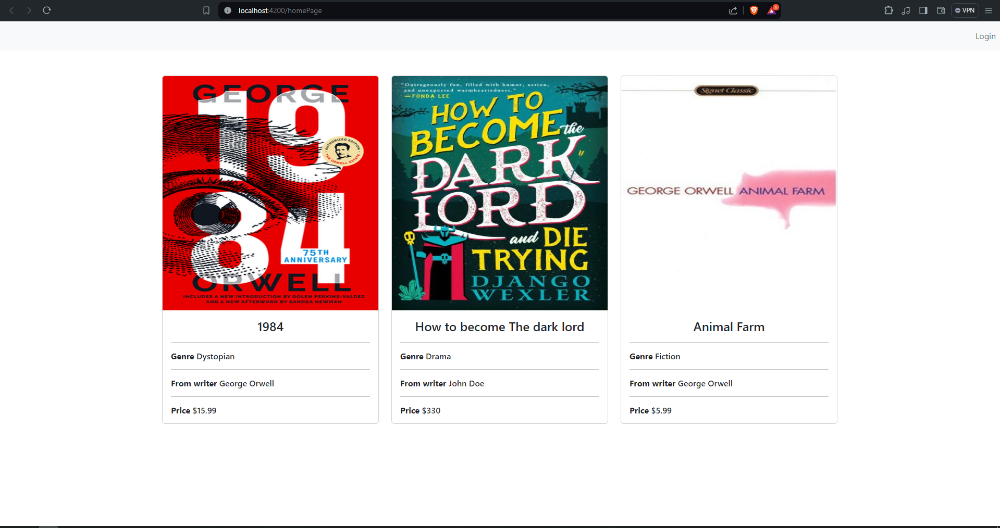 localhost:4200/homePage
1
VPN
Login
GEORGE
19
AUTHORIZED EDITION
THE ORWELL ESTATE
84
75TH
ANNIVERSARY
ORWELL
INCLUDES A NEW INTRODUCTION BY DOLEN PERKINS-VALDEZ
AND A NEW AFTERWORD BY SANDRA NEWMAN
1984
Genre Dystopian
From writer George Orwell
Price $15.99
"Outrageously fun, filled with humor, action,
and unexpected warmheartedness."
—FONDA LEE
HOW TO
BECOME the
DARK
LORD
and DIE
TRYING
DJANGO
WEXLER
How to become The dark lord
Genre Drama
From writer John Doe
Price $330
Signet Classic
GEORGE ORWELL ANIMAL FARM
Animal Farm
Genre Fiction
From writer George Orwell
Price $5.99